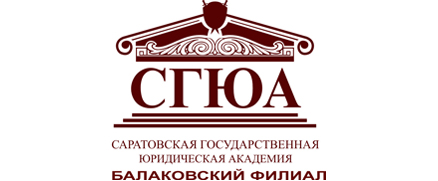 СГЮА
САРАТОВСКАЯ ГОСУДАРСТВЕННАЯ
ЮРИДИЧЕСКАЯ АКАДЕМИЯ
БАЛАКОВСКИЙ ФИЛИАЛ